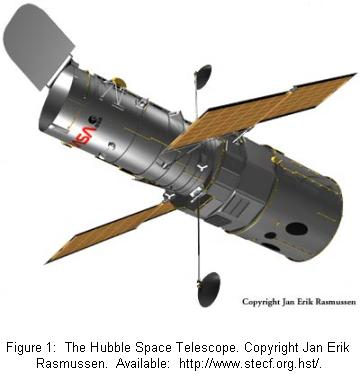 NASA
Copyright Jan Erik Rasmussen
Figure 1:  The Hubble Space Telescope. Copyright Jan Erik
Rasmussen.  Available:  http://www.stecf.org.hst/.